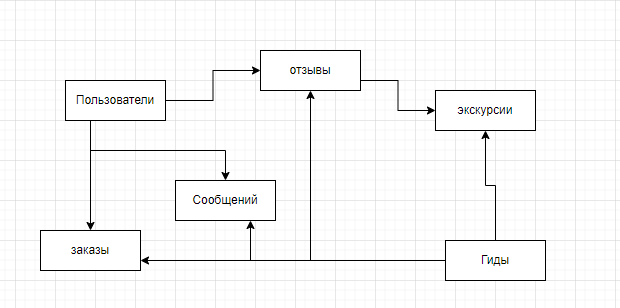 отзывы
Пользователи
экскурсии
Сообщений
заказы
Гиды